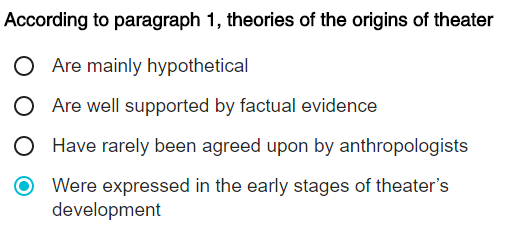 According to paragraph 1, theories of the origins of theater
Are mainly hypothetical
Are well supported by factual evidence
Have rarely been agreed upon by anthropologists
Were expressed in the early stages of theater's
development